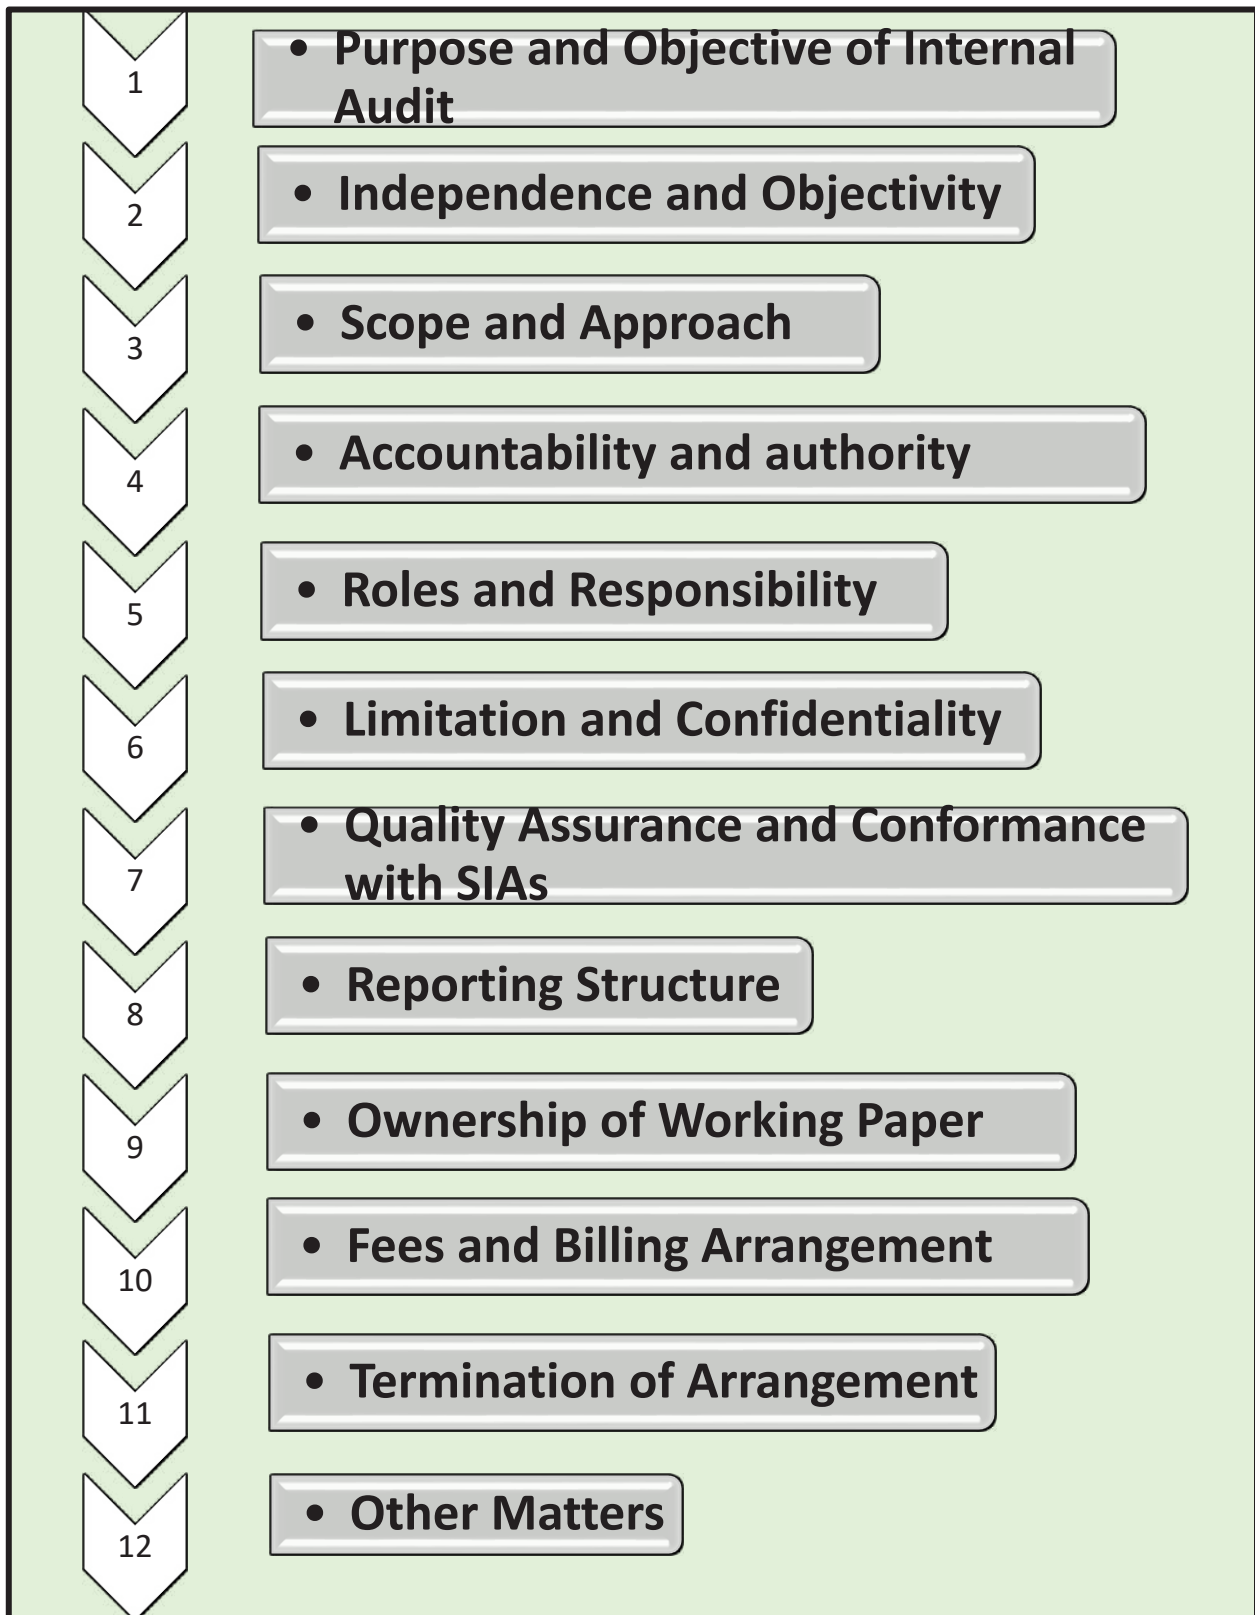 1
• Purpose and Objective of Internal
Audit
2
• Independence and Objectivity
3
• Scope and Approach
4
• Accountability and authority
5
• Roles and Responsibility
6
• Limitation and Confidentiality
7
• Quality Assurance and Conformance
with SIAs
8
• Reporting Structure
9
• Ownership of Working Paper
10
• Fees and Billing Arrangement
11
• Termination of Arrangement
12
• Other Matters